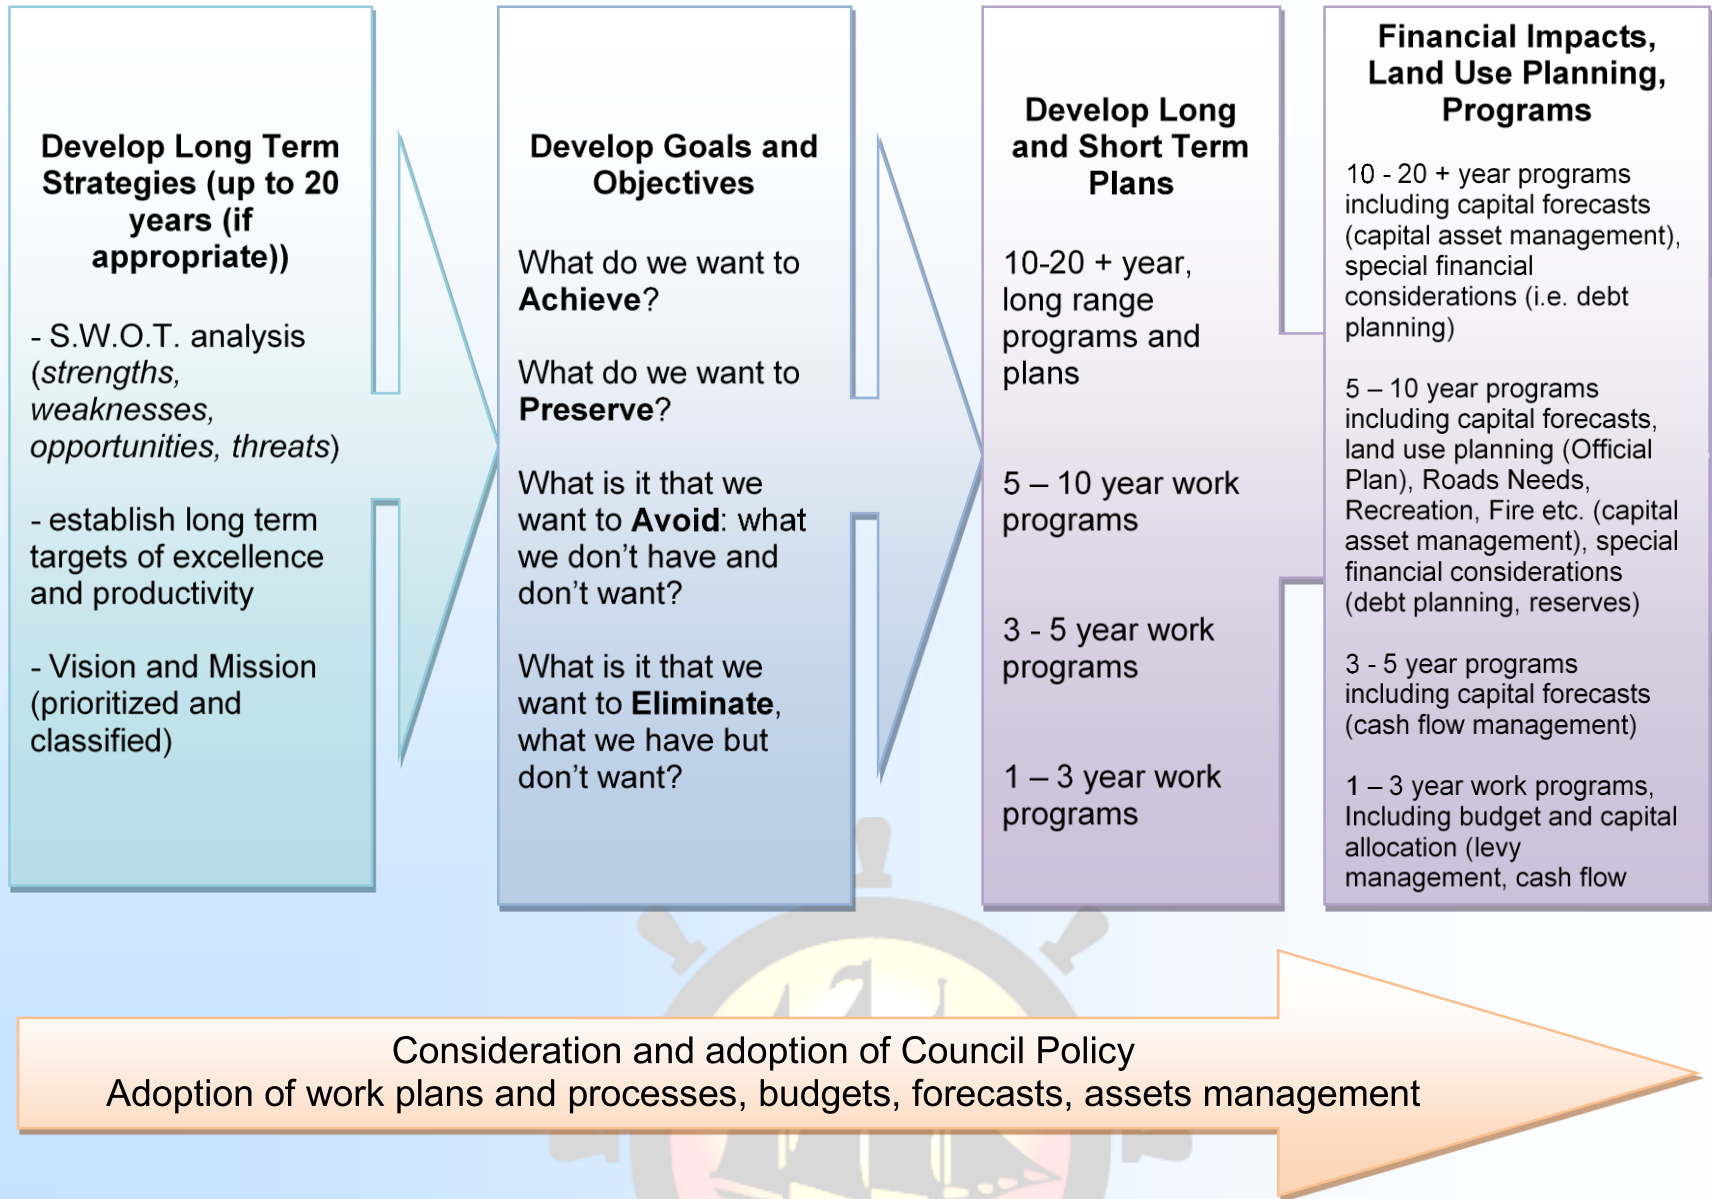 Develop Long Term
Strategies (up to 20
years (if
appropriate))
- S.W.O.T. analysis
(strengths,
weaknesses,
opportunities, threats)
- establish long term
targets of excellence
and productivity
- Vision and Mission
(prioritized and
classified)
Develop Goals and
Objectives
What do we want to
Achieve?
What do we want to
Preserve?
What is it that we
want to Avoid: what
we don’t have and
don’t want?
What is it that we
want to Eliminate,
what we have but
don’t want?
Develop Long
and Short Term
Plans
10-20 + year,
long range
programs and
plans
5 – 10 year work
programs
3 - 5 year work
programs
1 – 3 year work
programs
Financial Impacts,
Land Use Planning,
Programs
10 - 20 + year programs
including capital forecasts
(capital asset management),
special financial
considerations (i.e. debt
planning)
5 – 10 year programs
including capital forecasts,
land use planning (Official
Plan), Roads Needs,
Recreation, Fire etc. (capital
asset management), special
financial considerations
(debt planning, reserves)
3 - 5 year programs
including capital forecasts
(cash flow management)
1 – 3 year work programs,
Including budget and capital
allocation (levy
management, cash flow
Consideration and adoption of Council Policy
Adoption of work plans and processes, budgets, forecasts, assets management